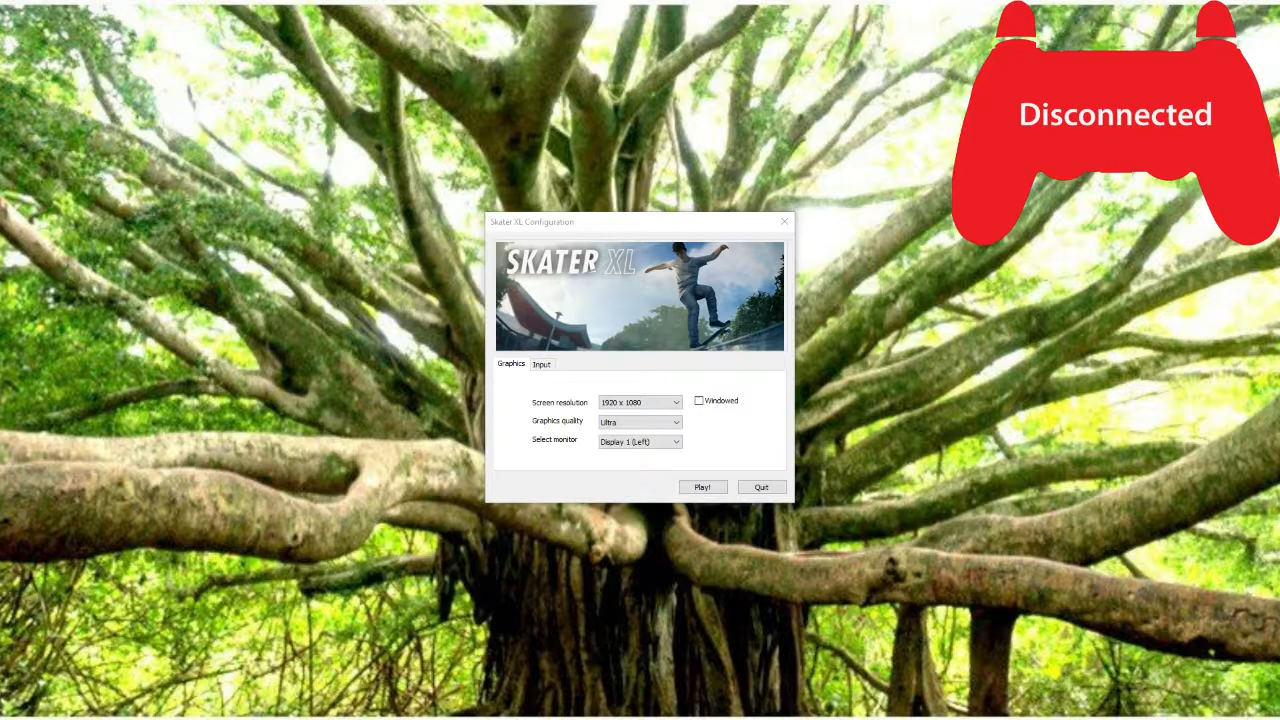 Disconnected
Skater XL Configuration
SKATER XL
Graphics
Input
Screen resolution
1920 x 1080
Windowed
Graphics quality
Ultra
Select monitor
Display 1 (Left)
Play!
Quit